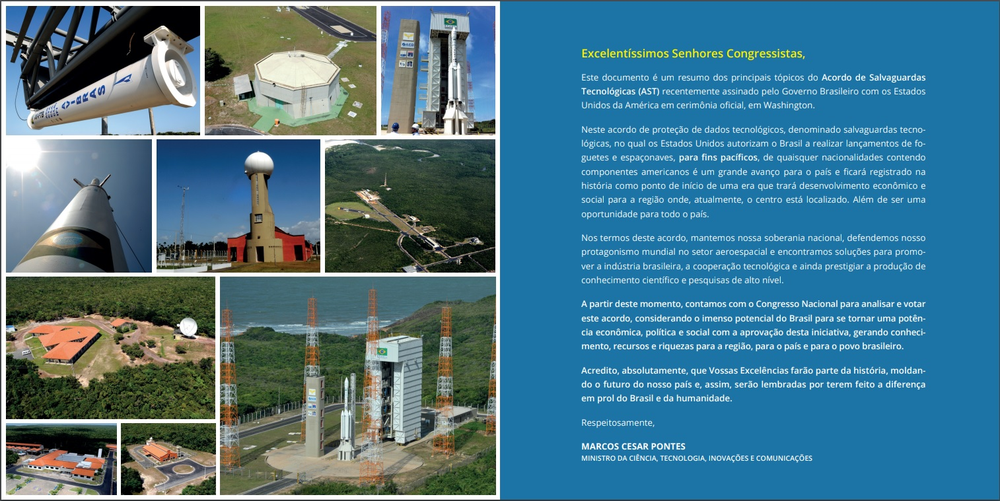 AVIBRAS
BRASIL
AEB
Excelentíssimos Senhores Congressistas,
Este documento é um resumo dos principais tópicos do Acordo de Salvaguardas
Tecnológicas (AST) recentemente assinado pelo Governo Brasileiro com os Estados
Unidos da América em cerimônia oficial, em Washington.
Neste acordo de proteção de dados tecnológicos, denominado salvaguardas tecno-
lógicas, no qual os Estados Unidos autorizam o Brasil a realizar lançamentos de fo-
guetes e espaçonaves, para fins pacíficos, de quaisquer nacionalidades contendo
componentes americanos é um grande avanço para o país e ficará registrado na
história como ponto de início de uma era que trará desenvolvimento econômico e
social para a região onde, atualmente, o centro está localizado. Além de ser uma
oportunidade para todo o país.
Nos termos deste acordo, mantemos nossa soberania nacional, defendemos nosso
protagonismo mundial no setor aeroespacial e encontramos soluções para promo-
ver a indústria brasileira, a cooperação tecnológica e ainda prestigiar a produção de
conhecimento científico e pesquisas de alto nível.
A partir deste momento, contamos com o Congresso Nacional para analisar e votar
este acordo, considerando o imenso potencial do Brasil para se tornar uma potên-
cia econômica, política e social com a aprovação desta iniciativa, gerando conheci-
mento, recursos e riquezas para a região, para o país e para o povo brasileiro.
Acredito, absolutamente, que Vossas Excelências farão parte da história, moldan-
do o futuro do nosso país e, assim, serão lembradas por terem feito a diferença
em prol do Brasil e da humanidade.
Respeitosamente,
MARCOS CESAR PONTES
MINISTRO DA CIÊNCIA, TECNOLOGIA, INOVAÇÕES E COMUNICAÇÕES